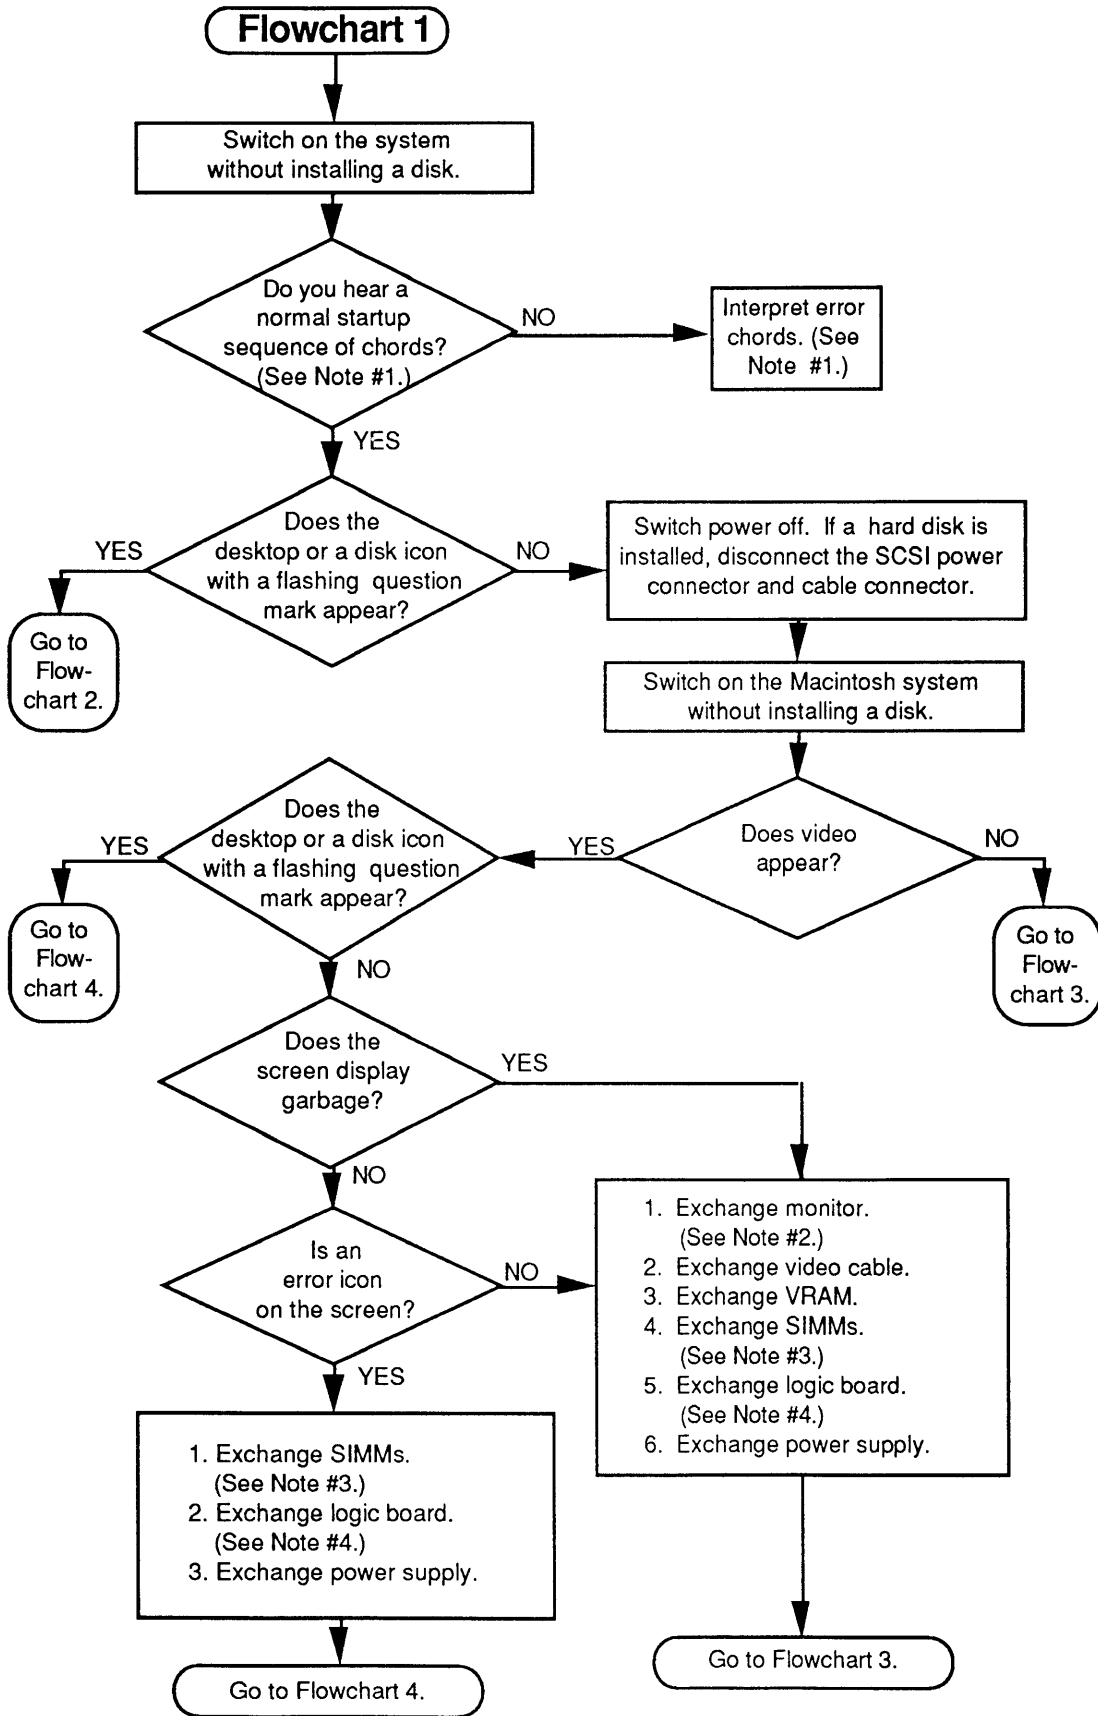 Flowchart 1
Switch on the system
without installing a disk.
Do you hear a
normal startup
sequence of chords?
(See Note #1.)
NO
Interpret error
chords. (See
Note #1.)
YES
Does the
desktop or a disk icon
with a flashing question
mark appear?
YES
Go to
Flow-
chart 2.
NO
Switch power off. If a hard disk is
installed, disconnect the SCSI power
connector and cable connector.
Switch on the Macintosh system
without installing a disk.
Does video
appear?
NO
Go to
Flow-
chart 3.
YES
Does the
desktop or a disk icon
with a flashing question
mark appear?
YES
Go to
Flow-
chart 4.
NO
Does the
screen display
garbage?
YES
NO
Is an
error icon
on the screen?
NO
1. Exchange monitor.
(See Note #2.)
2. Exchange video cable.
3. Exchange VRAM.
4. Exchange SIMMs.
(See Note #3.)
5. Exchange logic board.
(See Note #4.)
6. Exchange power supply.
Go to Flowchart 3.
YES
1. Exchange SIMMs.
(See Note #3.)
2. Exchange logic board.
(See Note #4.)
3. Exchange power supply.
Go to Flowchart 4.